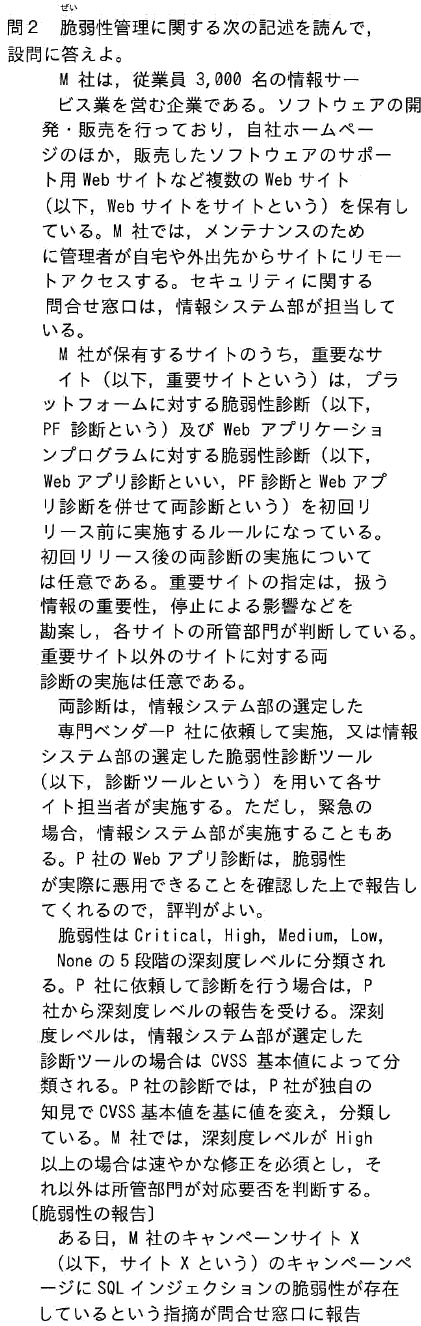 ぜい
問２ 脆弱性管理に関する次の記述を読んで，
設問に答えよ。
M 社は，従業員 3,000 名の情報サー
ビス業を営む企業である。ソフトウェアの開
発・販売を行っており，自社ホームペー
ジのほか，販売したソフトウェアのサポー
ト用 Web サイトなど複数の Web サイト
（以下，Web サイトをサイトという）を保有し
ている。M 社では，メンテナンスのため
に管理者が自宅や外出先からサイトにリモー
トアクセスする。セキュリティに関する
問合せ窓口は，情報システム部が担当して
いる。
M 社が保有するサイトのうち，重要なサ
イト（以下，重要サイトという）は，プラ
ットフォームに対する脆弱性診断（以下，
PF 診断という）及び Web アプリケーショ
ンプログラムに対する脆弱性診断（以下，
Web アプリ診断といい，PF 診断と Web アプ
リ診断を併せて両診断という）を初回リ
リース前に実施するルールになっている。
初回リリース後の両診断の実施について
は任意である。重要サイトの指定は，扱う
情報の重要性，停止による影響などを
勘案し，各サイトの所管部門が判断している。
重要サイト以外のサイトに対する両
診断の実施は任意である。
両診断は，情報システム部の選定した
専門ベンダーP 社に依頼して実施，又は情報
システム部の選定した脆弱性診断ツール
（以下，診断ツールという）を用いて各サ
イト担当者が実施する。ただし，緊急の
場合，情報システム部が実施することもあ
る。P 社の Web アプリ診断は，脆弱性
が実際に悪用できることを確認した上で報告し
てくれるので，評判がよい。
脆弱性は Critical，High，Medium，Low，
None の 5 段階の深刻度レベルに分類され
る。P 社に依頼して診断を行う場合は，P
社から深刻度レベルの報告を受ける。深刻
度レベルは，情報システム部が選定した
診断ツールの場合は CVSS 基本値によって分
類される。P 社の診断では，P 社が独自の
知見で CVSS 基本値を基に値を変え，分類し
ている。M 社では，深刻度レベルが High
以上の場合は速やかな修正を必須とし，そ
れ以外は所管部門が対応要否を判断する。
〔脆弱性の報告〕
ある日，M 社のキャンペーンサイト X
（以下，サイト X という）のキャンペーンペ
ージに SQL インジェクションの脆弱性が存在
しているという指摘が問合せ窓口に報告